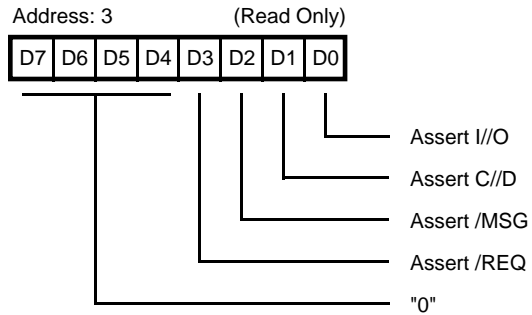 Address: 3 (Read Only)
D7 D6 D5 D4 D3 D2 D1 D0
Assert I//O
Assert C//D
Assert /MSG
Assert /REQ
"0"